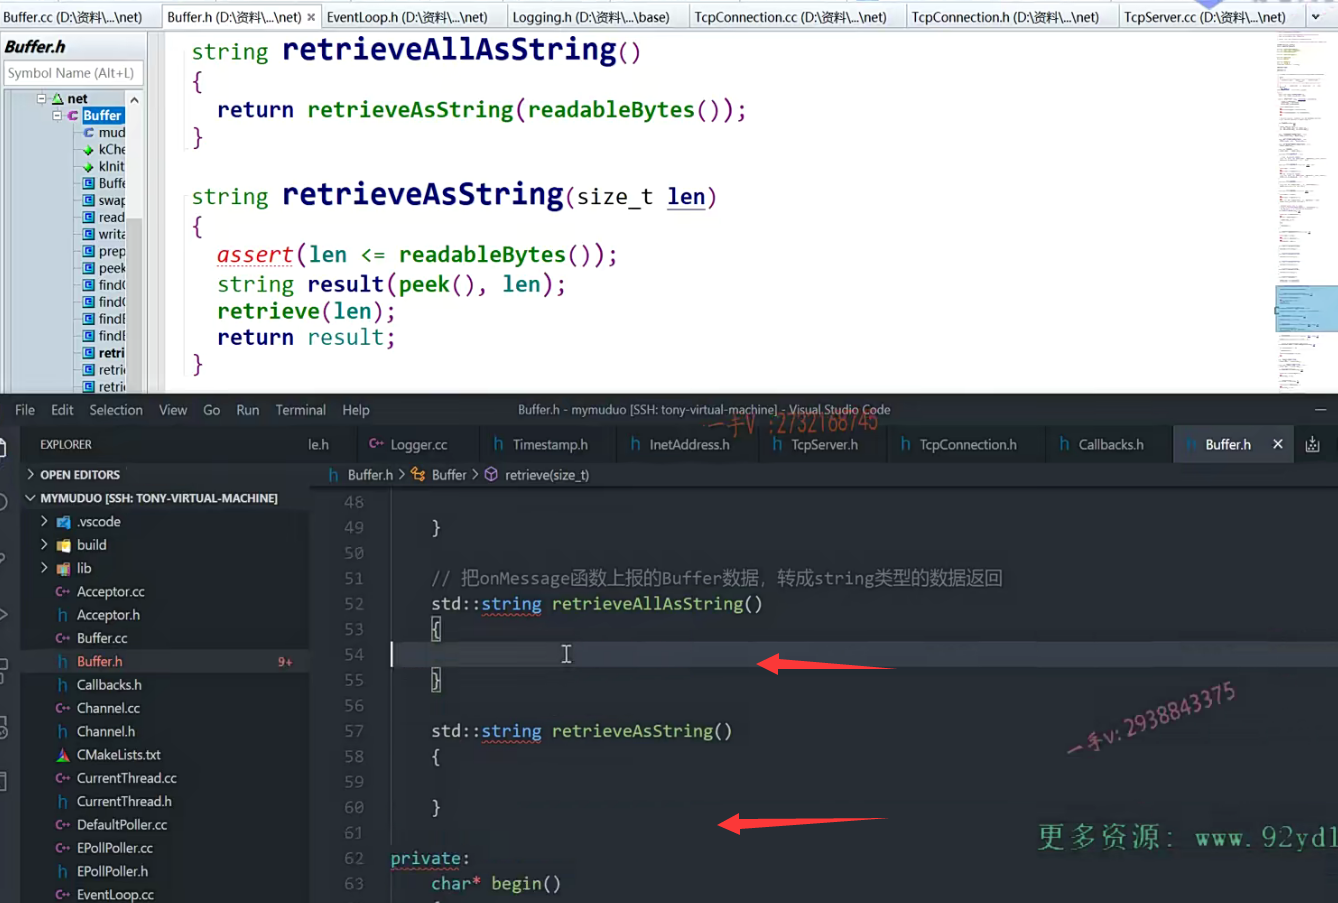 Buffer.cc (D:\资料\...\net)
Buffer.h (D:\资料\...\net)
EventLoop.h (D:\资料\...\net)
Logging.h (D:\资料\...\base)
TcpConnection.cc (D:\资料\...\net)
TcpConnection.h (D:\资料\...\net)
TcpServer.cc (D:\资料\...\net)
Buffer.h
Symbol Name (Alt+L)
net
Buffer
mud
kChe
kInit
Buffe
swap
read
writa
prep
peek
find
find
findE
findE
retri
retrie
retrie
string retrieveAllAsString()
{
return retrieveAsString(readableBytes());
}
string retrieveAsString(size_t len)
{
assert(len <= readableBytes());
string result(peek(), len);
retrieve(len);
return result;
}
File Edit Selection View Go Run Terminal Help
Buffer.h - mymuduo [SSH: tony-virtual-machine] - Visual Studio Code
一手V :2732168745
EXPLORER
le.h
Logger.cc
Timestamp.h
InetAddress.h
TcpServer.h
TcpConnection.h
Callbacks.h
Buffer.h
OPEN EDITORS
MYMUDUO [SSH: TONY-VIRTUAL-MACHINE]
.vscode
build
lib
Acceptor.cc
Acceptor.h
Buffer.cc
Buffer.h 9+
Callbacks.h
Channel.cc
Channel.h
CMakeLists.txt
CurrentThread.cc
CurrentThread.h
DefaultPoller.cc
EPollPoller.cc
EPollPoller.h
EventLoop.cc
Buffer.h > Buffer > retrieve(size_t)
48
49 }
50
51 // 把onMessage函数上报的Buffer数据，转成string类型的数据返回
52 std::string retrieveAllAsString()
53 {
54
55 }
56
57 std::string retrieveAsString()
58 {
59
60 }
61
62 private:
63 char* begin()
一手V:2938843375
更多资源: www.92ydl